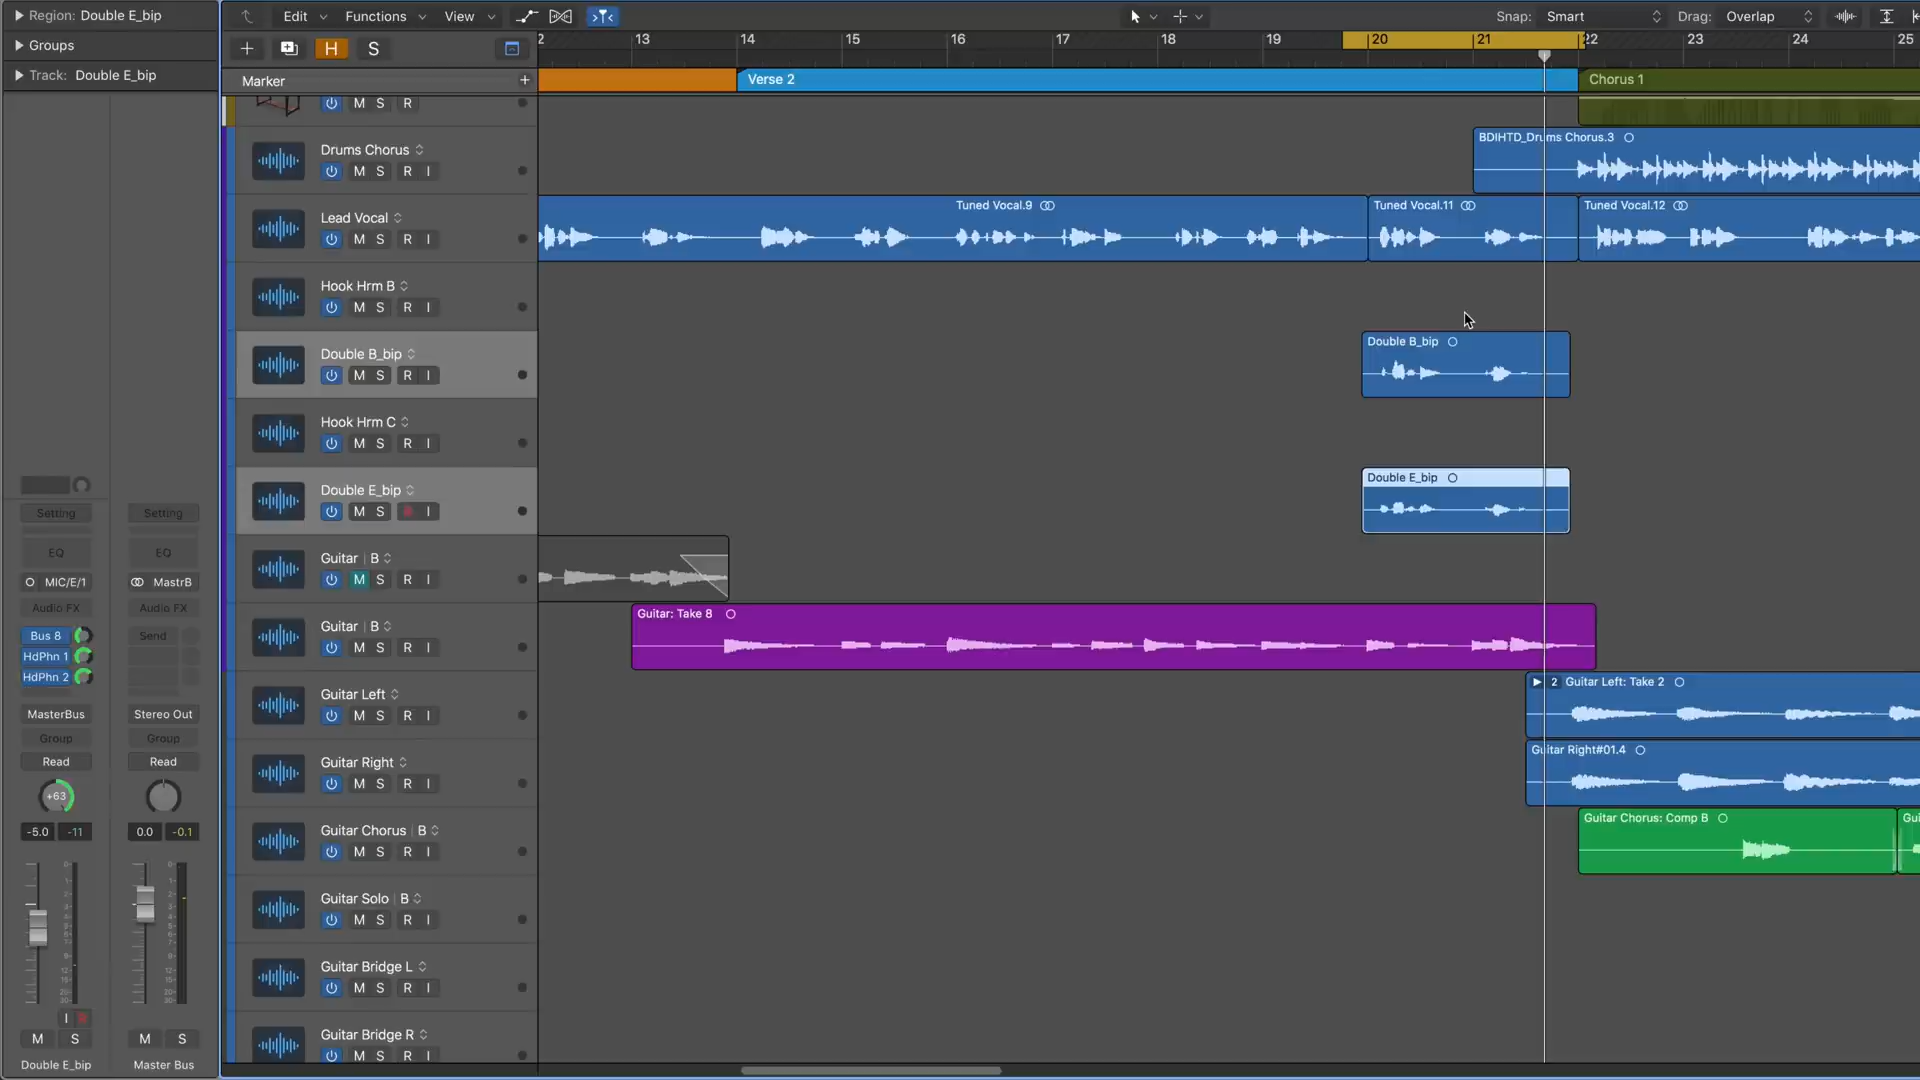 Region: Double E_bip
Groups
Track: Double E_bip
Edit Functions View Snap: Smart Drag: Overlap
H S
2 13 14 15 16 17 18 19 20 21 22 23 24 25
Marker +
Verse 2 Chorus 1
M S R
Drums Chorus
M S R I
BDIHTD_Drums Chorus.3
Lead Vocal
M S R I
Tuned Vocal.9 Tuned Vocal.11 Tuned Vocal.12
Hook Hrm B
M S R I
Double B_bip
M S R I
Double B_bip
Hook Hrm C
M S R I
Double E_bip
M S R I
Double E_bip
Guitar | B
M S R I
Guitar | B
M S R I
Guitar: Take 8
Guitar Left
M S R I
2 Guitar Left: Take 2
Guitar Right
M S R I
Guitar Right#01.4
Guitar Chorus | B
M S R I
Guitar Chorus: Comp B Gui
Guitar Solo | B
M S R I
Guitar Bridge L
M S R I
Guitar Bridge R
M S R I
Setting Setting
EQ EQ
MIC/E/1 MastrB
Audio FX Audio FX
Bus 8 Send
HdPhn 1
HdPhn 2
MasterBus Stereo Out
Group Group
Read Read
+63
-5.0 -11 0.0 -0.1
I R
M S M S
Double E_bip Master Bus